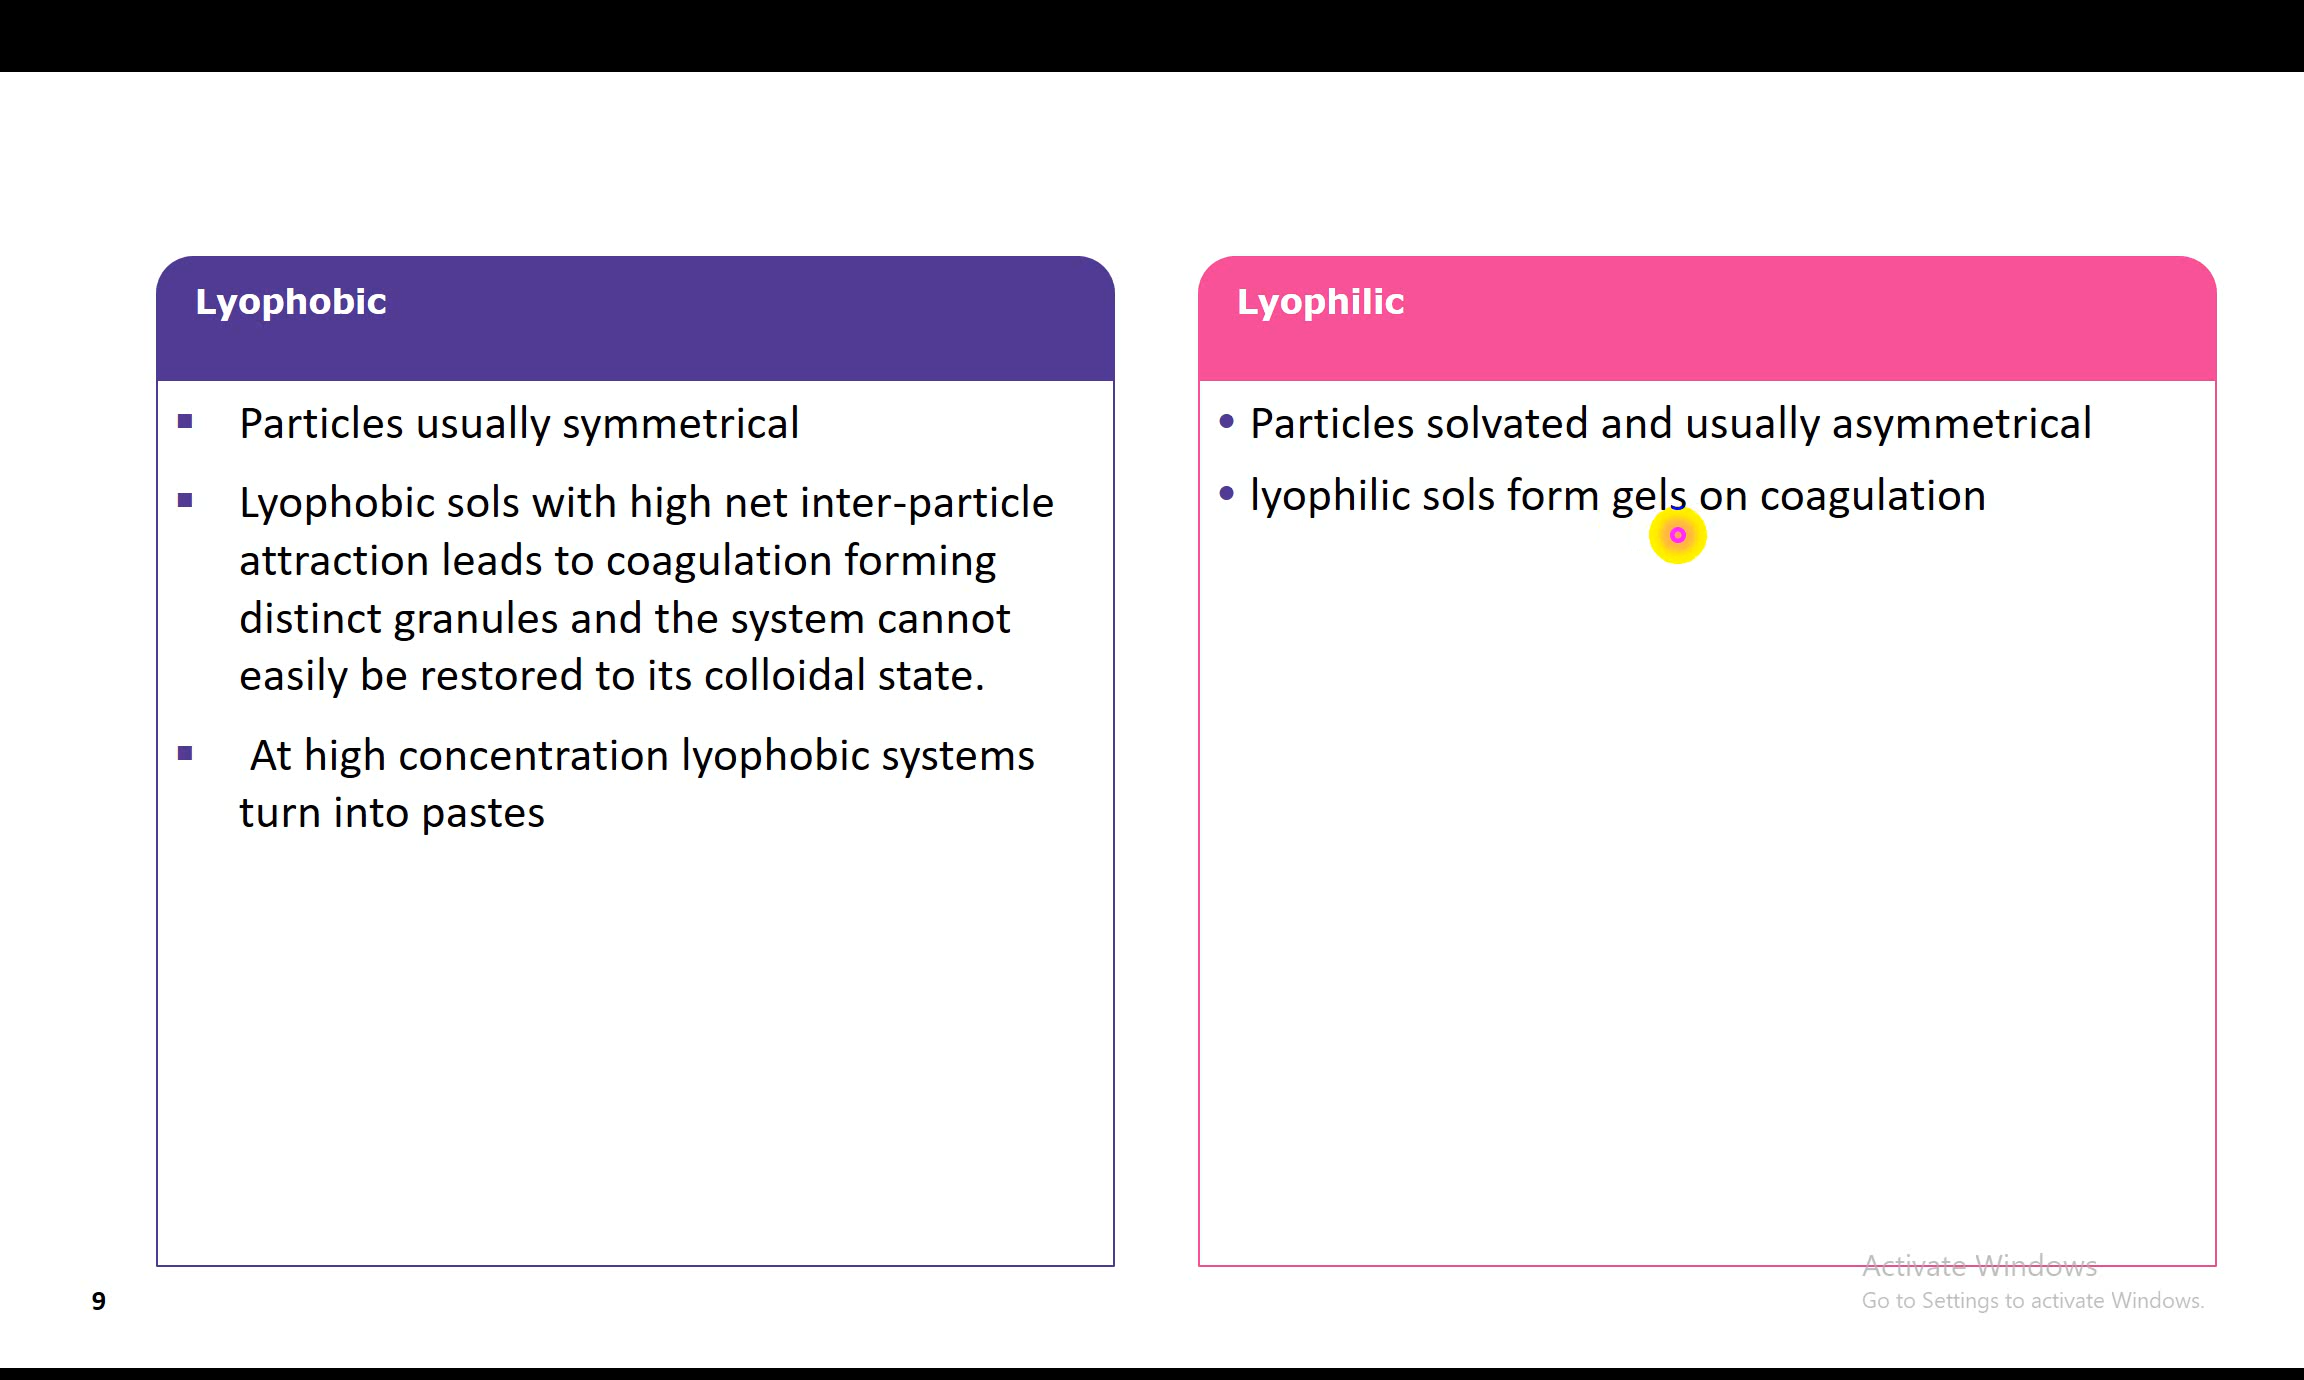 Lyophobic
▪ Particles usually symmetrical
▪ Lyophobic sols with high net inter-particle
attraction leads to coagulation forming
distinct granules and the system cannot
easily be restored to its colloidal state.
▪ At high concentration lyophobic systems
turn into pastes
Lyophilic
• Particles solvated and usually asymmetrical
• lyophilic sols form gels on coagulation
Activate Windows
Go to Settings to activate Windows.
9